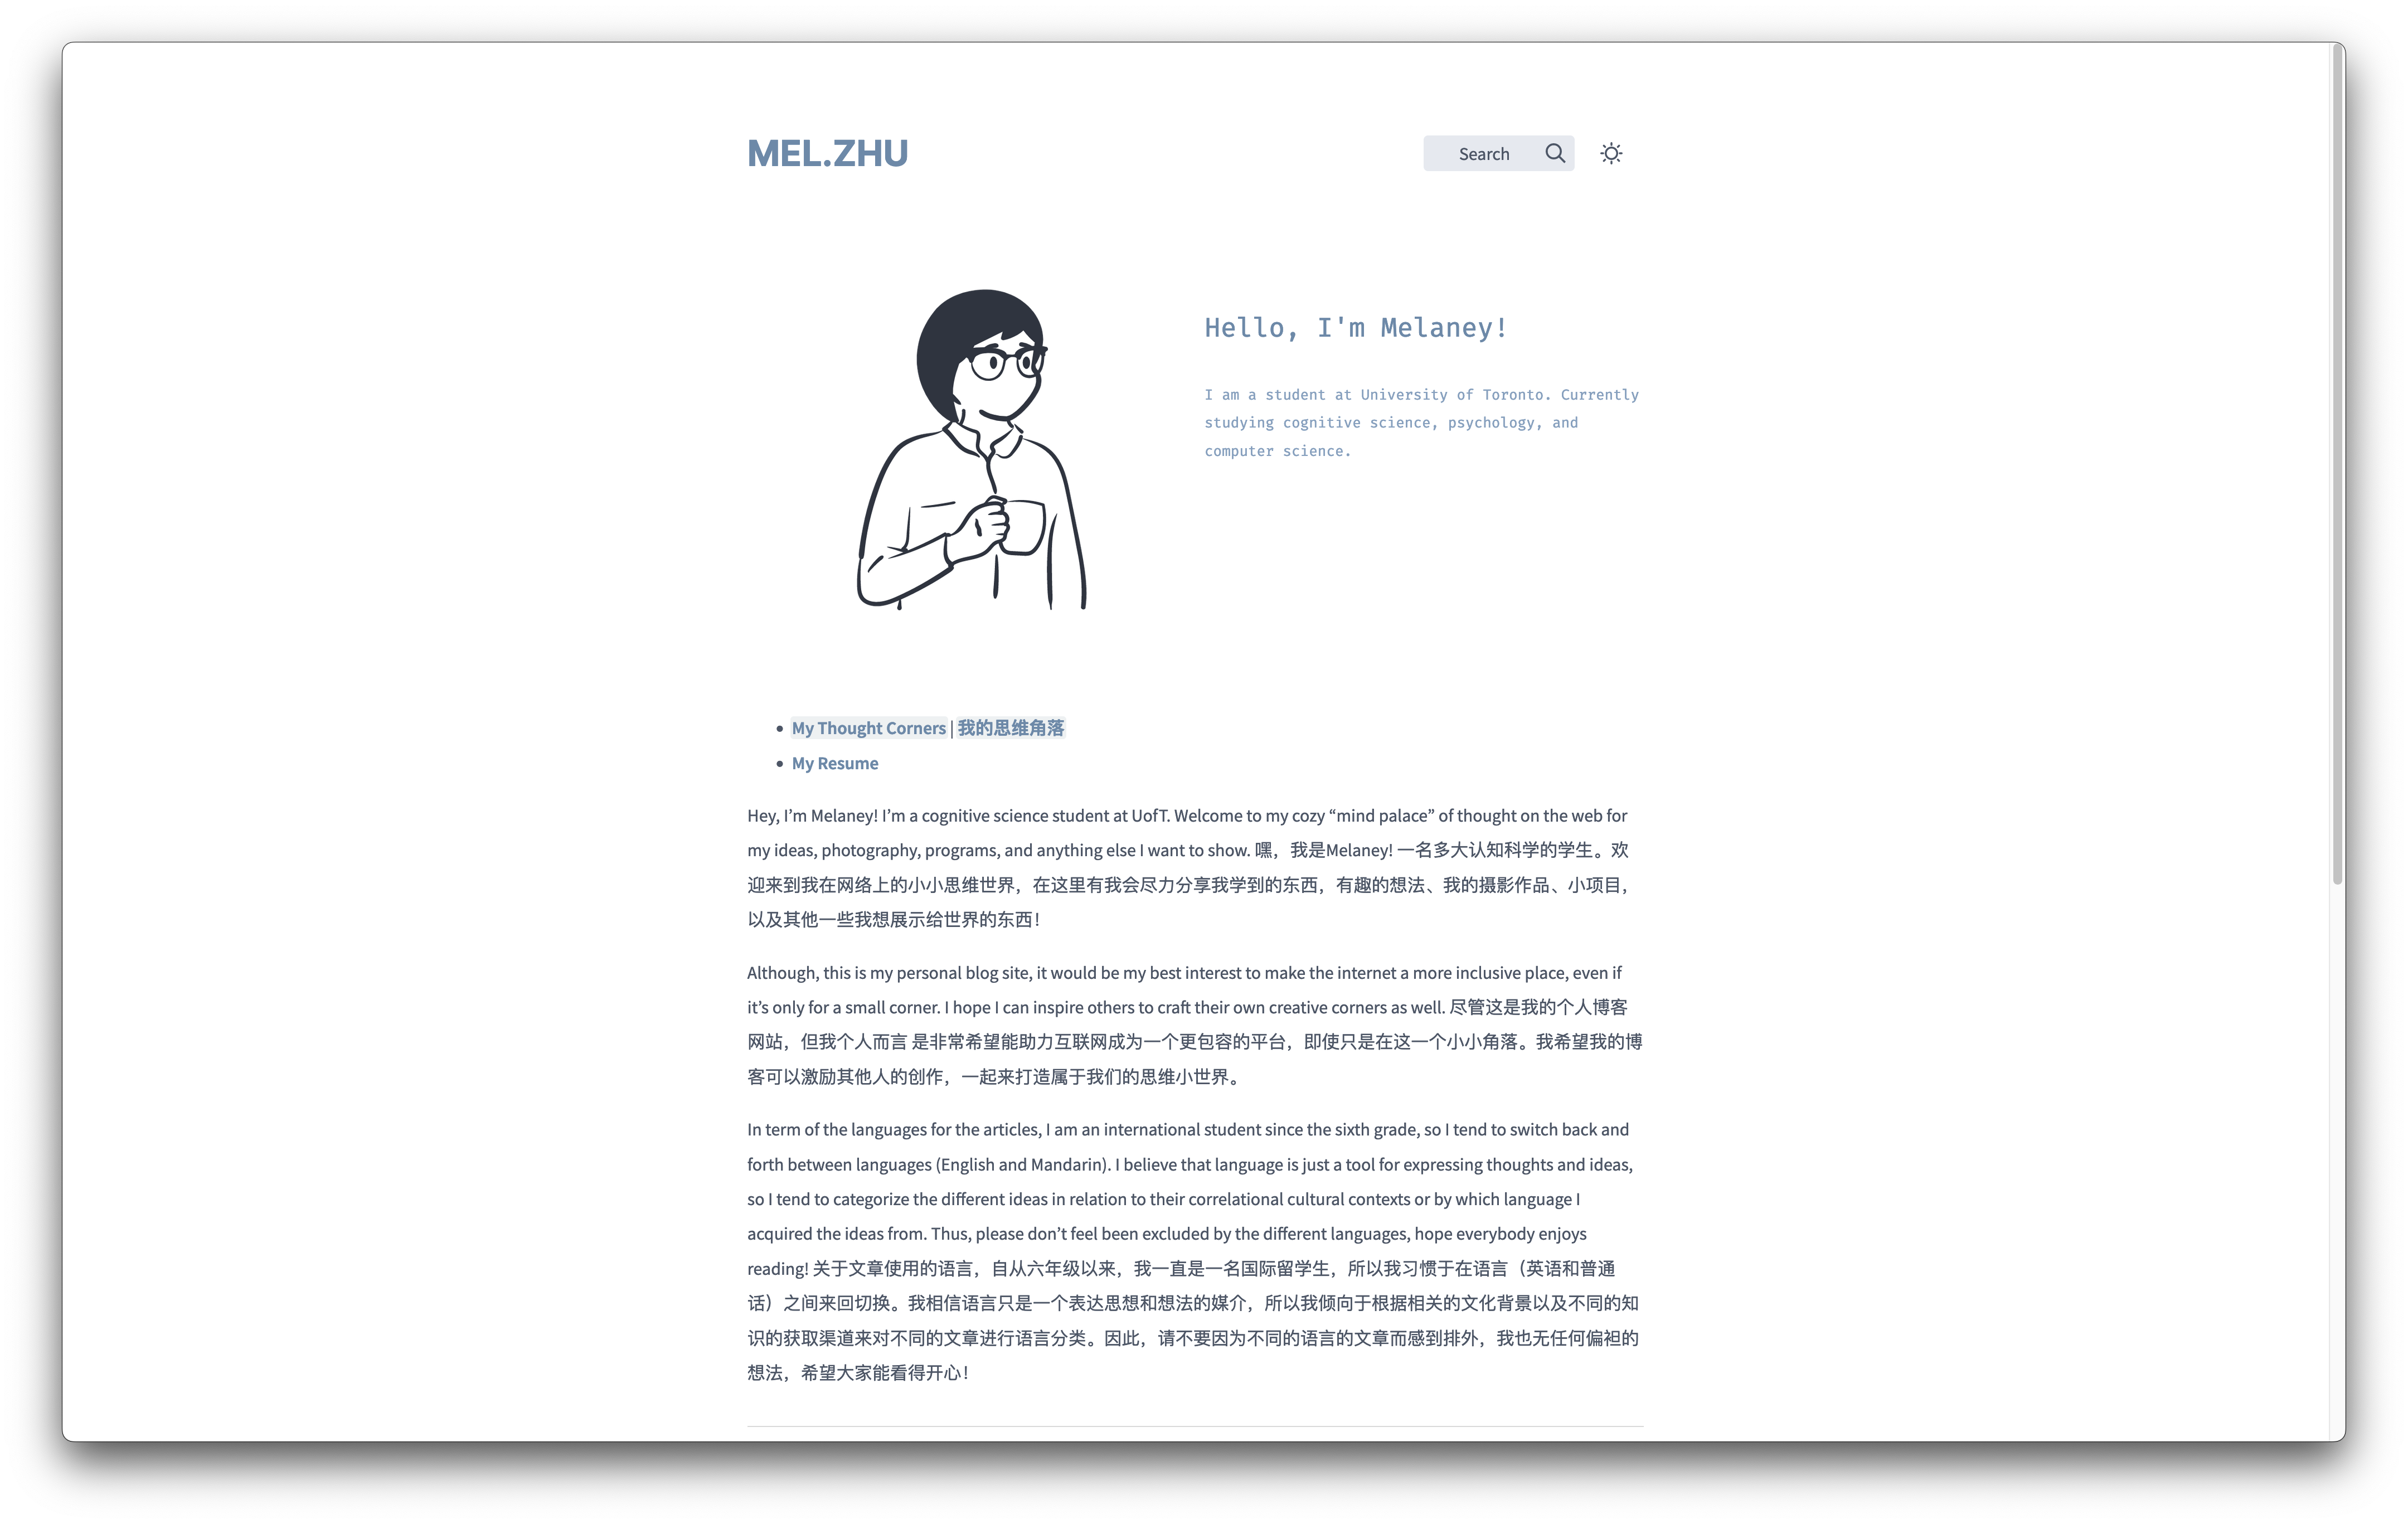 MEL.ZHU
Search
Hello, I'm Melaney!
I am a student at University of Toronto. Currently
studying cognitive science, psychology, and
computer science.
My Thought Corners | 我的思维角落
My Resume
Hey, I’m Melaney! I’m a cognitive science student at UofT. Welcome to my cozy “mind palace” of thought on the web for
my ideas, photography, programs, and anything else I want to show. 嘿，我是Melaney! 一名多大认知科学的学生。欢
迎来到我在网络上的小小思维世界，在这里有我会尽力分享我学到的东西，有趣的想法、我的摄影作品、小项目，
以及其他一些我想展示给世界的东西！
Although, this is my personal blog site, it would be my best interest to make the internet a more inclusive place, even if
it’s only for a small corner. I hope I can inspire others to craft their own creative corners as well. 尽管这是我的个人博客
网站，但我个人而言 是非常希望能助力互联网成为一个更包容的平台，即使只是在这一个小小角落。我希望我的博
客可以激励其他人的创作，一起来打造属于我们的思维小世界。
In term of the languages for the articles, I am an international student since the sixth grade, so I tend to switch back and
forth between languages (English and Mandarin). I believe that language is just a tool for expressing thoughts and ideas,
so I tend to categorize the different ideas in relation to their correlational cultural contexts or by which language I
acquired the ideas from. Thus, please don’t feel been excluded by the different languages, hope everybody enjoys
reading! 关于文章使用的语言，自从六年级以来，我一直是一名国际留学生，所以我习惯于在语言（英语和普通
话）之间来回切换。我相信语言只是一个表达思想和想法的媒介，所以我倾向于根据相关的文化背景以及不同的知
识的获取渠道来对不同的文章进行语言分类。因此，请不要因为不同的语言的文章而感到排外，我也无任何偏袒的
想法，希望大家能看得开心！